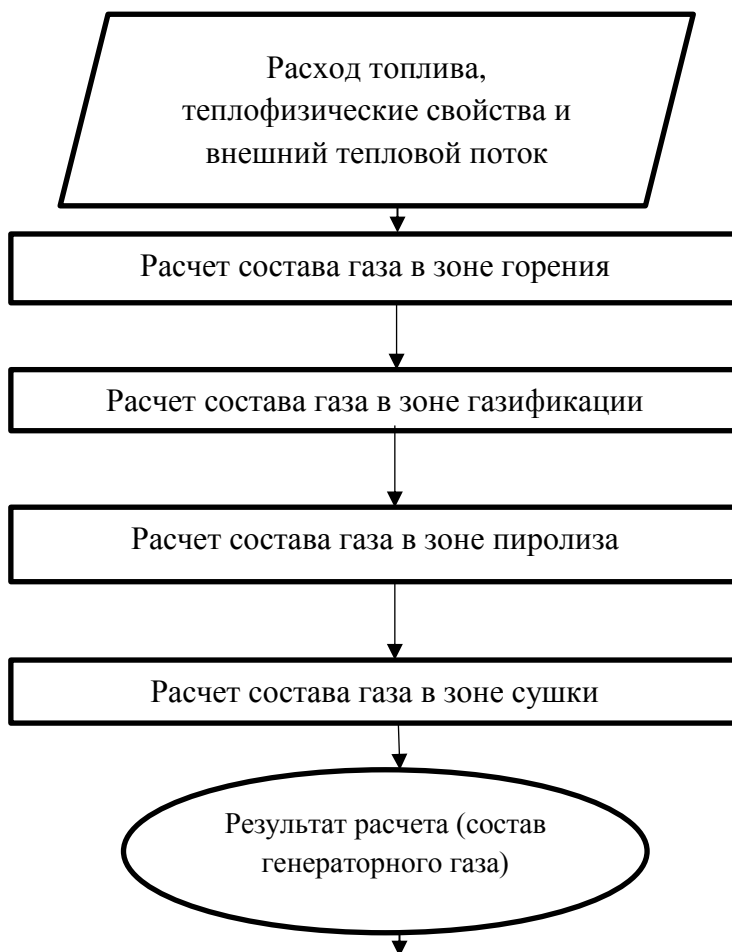 Расход топлива,
теплофизические свойства и
внешний тепловой поток
Расчет состава газа в зоне горения
Расчет состава газа в зоне газификации
Расчет состава газа в зоне пиролиза
Расчет состава газа в зоне сушки
Результат расчета (состав
генераторного газа)